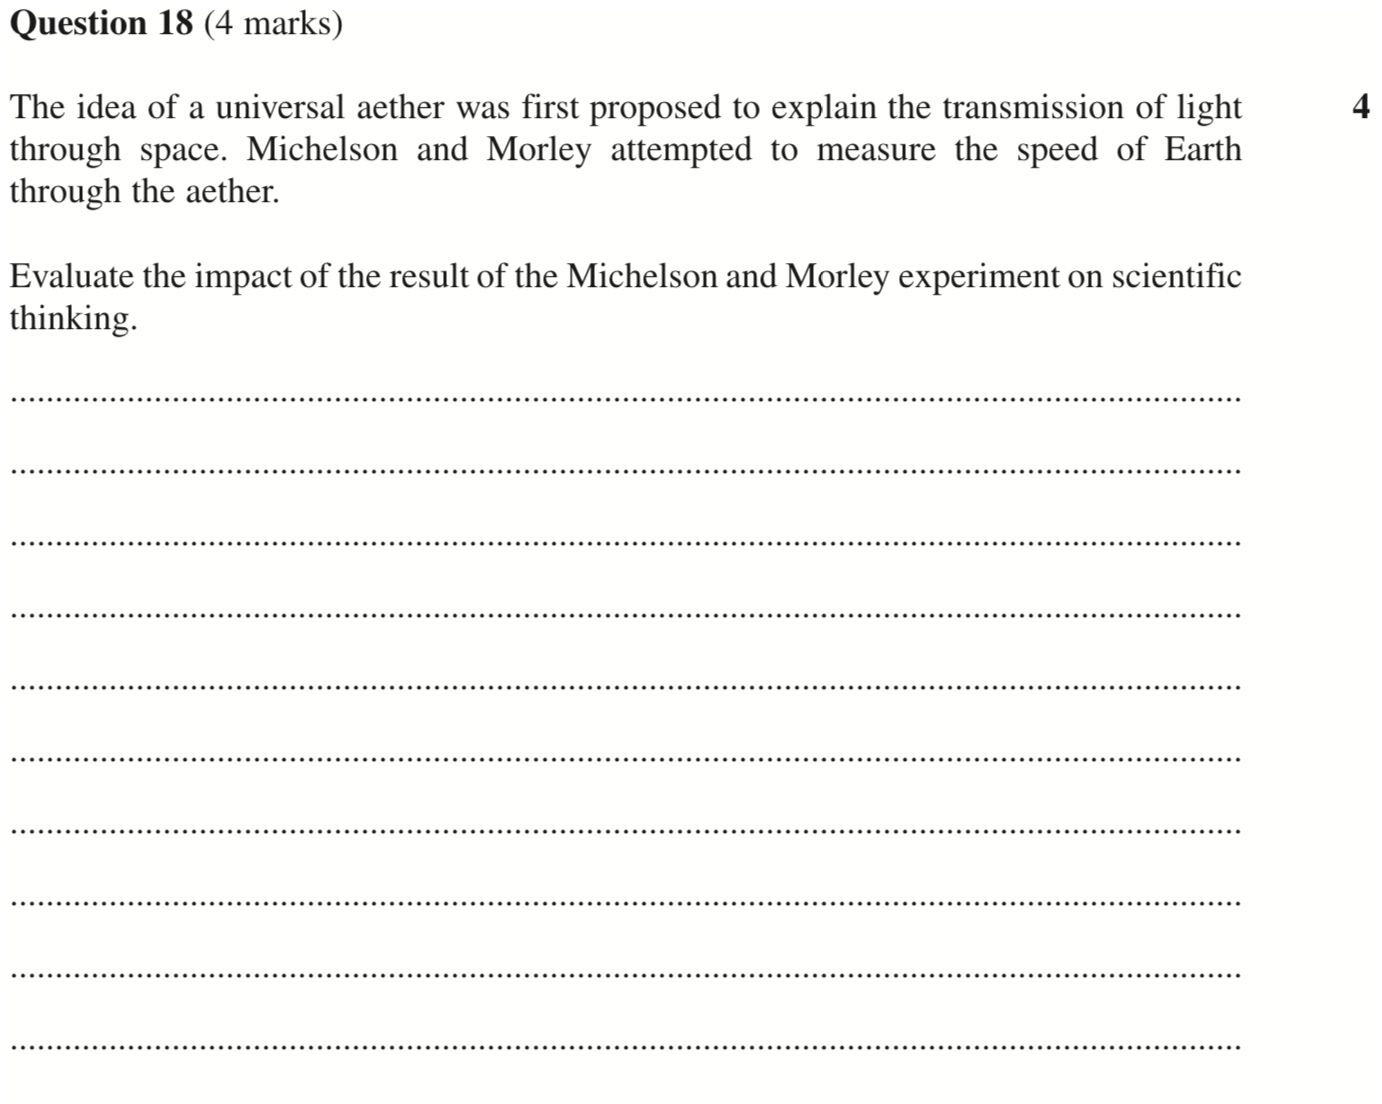 Question 18 (4 marks)
The idea of a universal aether was first proposed to explain the transmission of light 4
through space. Michelson and Morley attempted to measure the speed of Earth
through the aether.
Evaluate the impact of the result of the Michelson and Morley experiment on scientific
thinking.